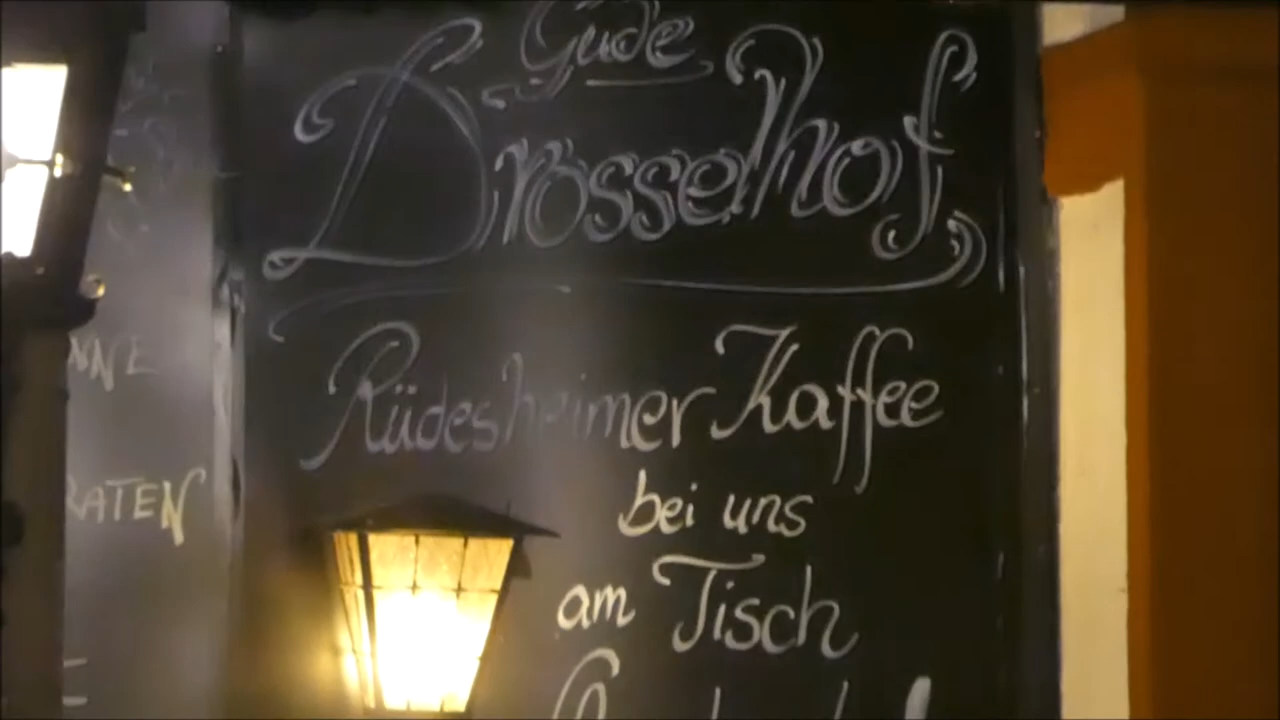 Gude
Drosselhof
Rüdesheimer Kaffee
bei uns
am Tisch